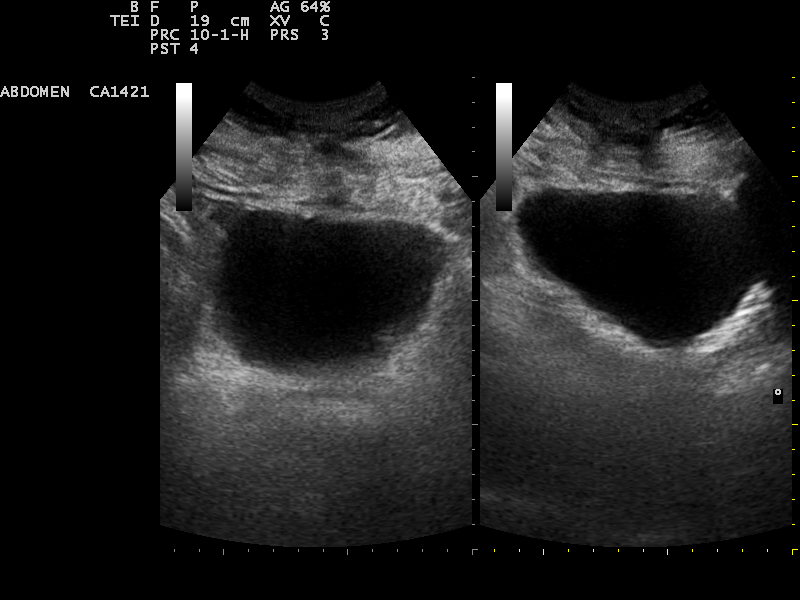 B F P AG 64%
TEI D 19 cm XV C
PRC 10-1-H PRS 3
PST 4
ABDOMEN CA1421